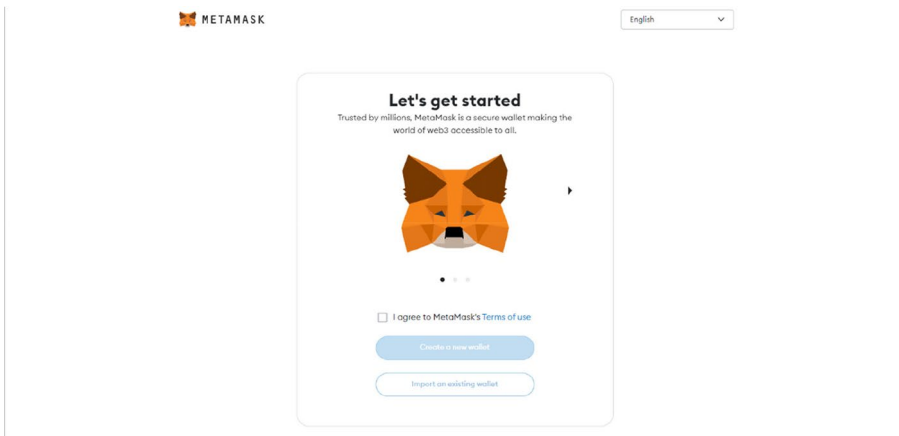 METAMASK
English
Let's get started
Trusted by millions, MetaMask is a secure wallet making the
world of web3 accessible to all.
I agree to MetaMask's Terms of use
Create a new wallet
Import an existing wallet